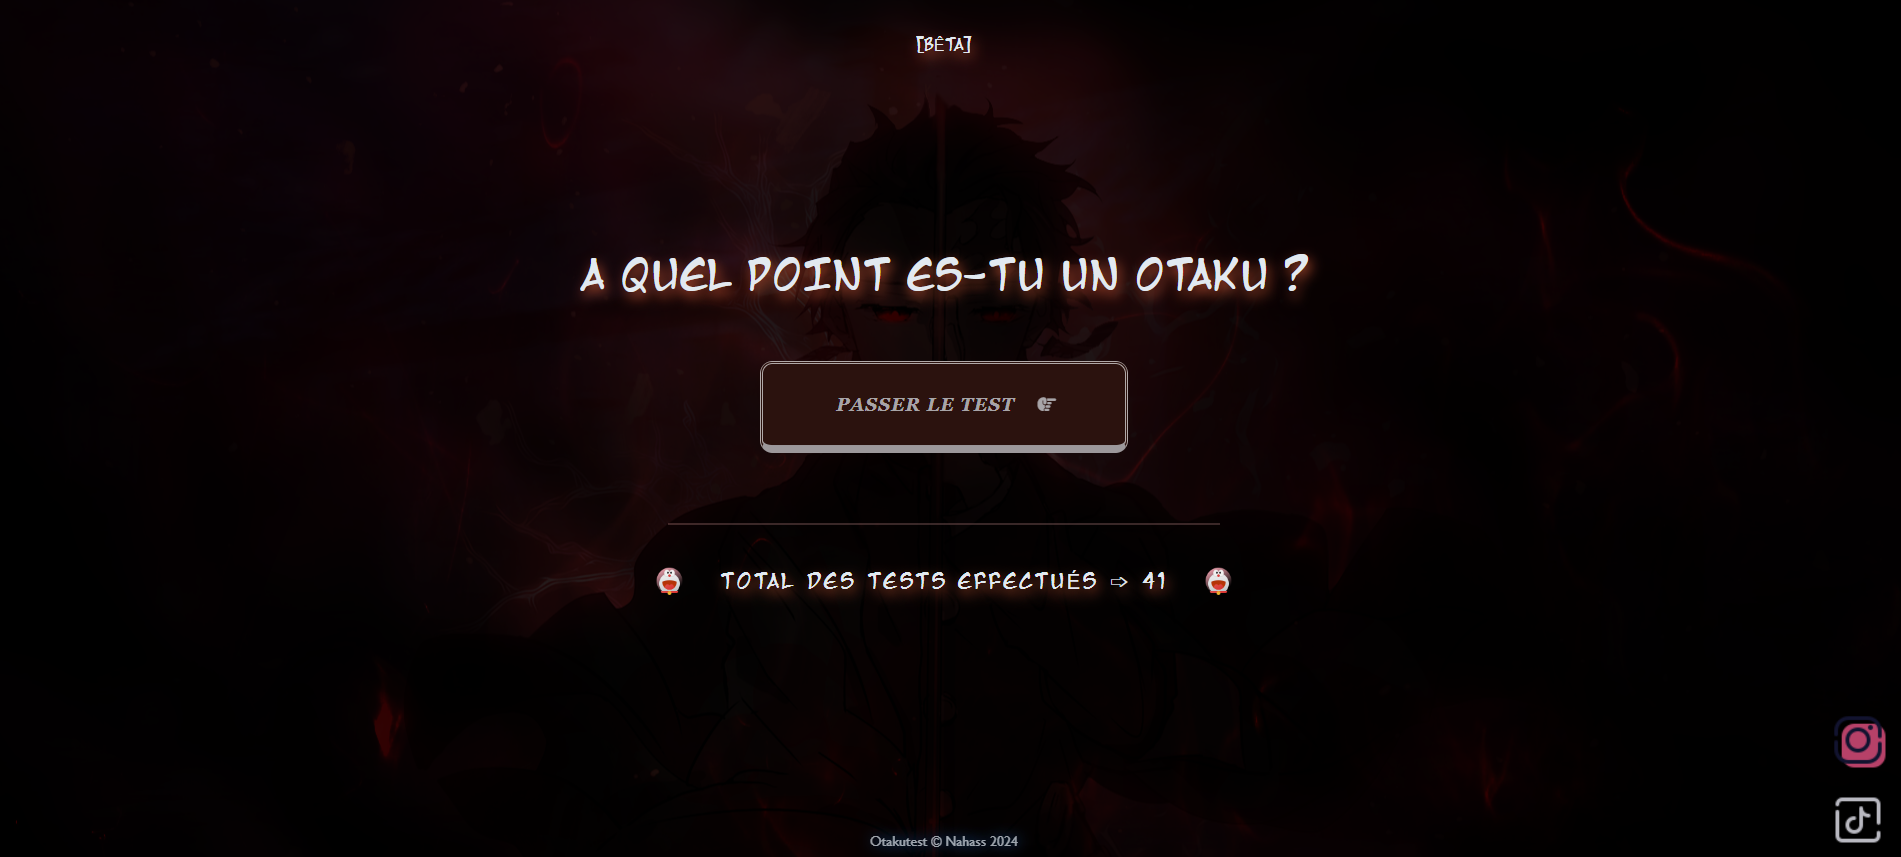 [BÊTA]
A QUEL POINT ES-TU UN OTAKU ?
PASSER LE TEST
TOTAL DES TESTS EFFECTUÉS ⇨ 41
Otakutest © Nahass 2024